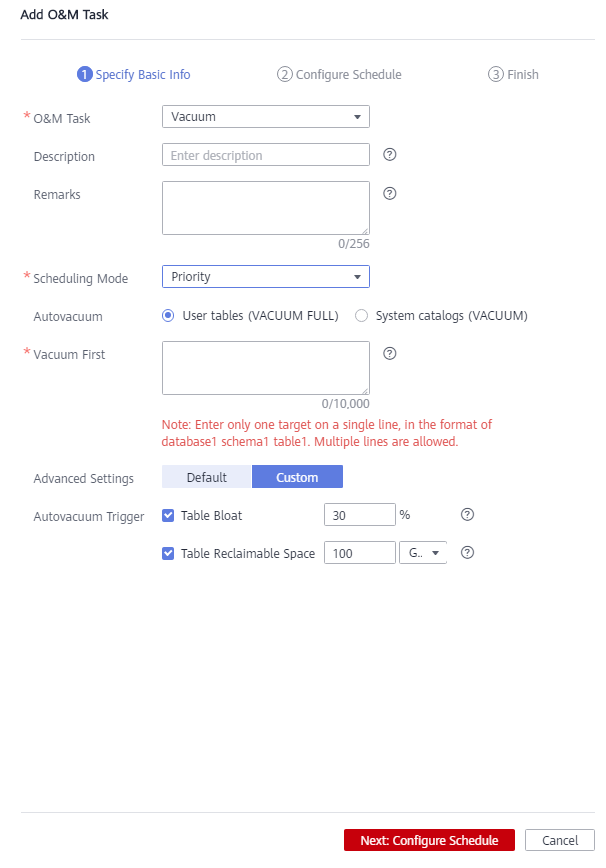 Add O&M Task
1 Specify Basic Info 2 Configure Schedule 3 Finish
* O&M Task Vacuum
Description Enter description ?
Remarks ?
0/256
* Scheduling Mode Priority
Autovacuum User tables (VACUUM FULL) System catalogs (VACUUM)
* Vacuum First ?
0/10,000
Note: Enter only one target on a single line, in the format of
database1 schema1 table1. Multiple lines are allowed.
Advanced Settings Default Custom
Autovacuum Trigger Table Bloat 30 % ?
Table Reclaimable Space 100 G.. ?
Next: Configure Schedule Cancel